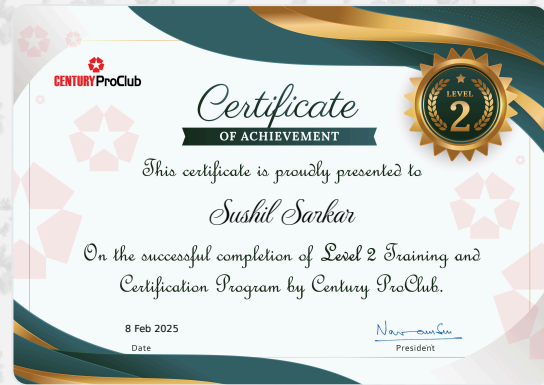 CENTURY ProClub
LEVEL
2
Certificate
OF ACHIEVEMENT
This certificate is proudly presented to
Sushil Sarkar
On the successful completion of Level 2 Training and
Certification Program by Century ProClub.
8 Feb 2025
Date
President